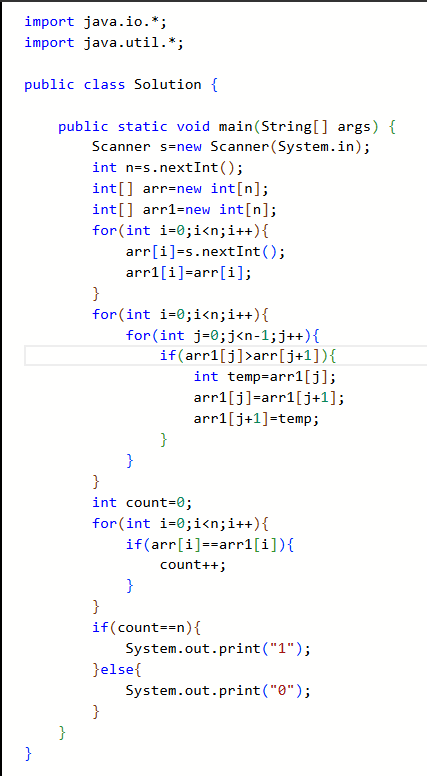 import java.io.*;
import java.util.*;

public class Solution {

    public static void main(String[] args) {
        Scanner s=new Scanner(System.in);
        int n=s.nextInt();
        int[] arr=new int[n];
        int[] arr1=new int[n];
        for(int i=0;i<n;i++){
            arr[i]=s.nextInt();
            arr1[i]=arr[i];
        }
        for(int i=0;i<n;i++){
            for(int j=0;j<n-1;j++){
                if(arr1[j]>arr[j+1]){
                    int temp=arr1[j];
                    arr1[j]=arr1[j+1];
                    arr1[j+1]=temp;
                }
            }
        }
        int count=0;
        for(int i=0;i<n;i++){
            if(arr[i]==arr1[i]){
                count++;
            }
        }
        if(count==n){
            System.out.print("1");
        }else{
            System.out.print("0");
        }
    }
}